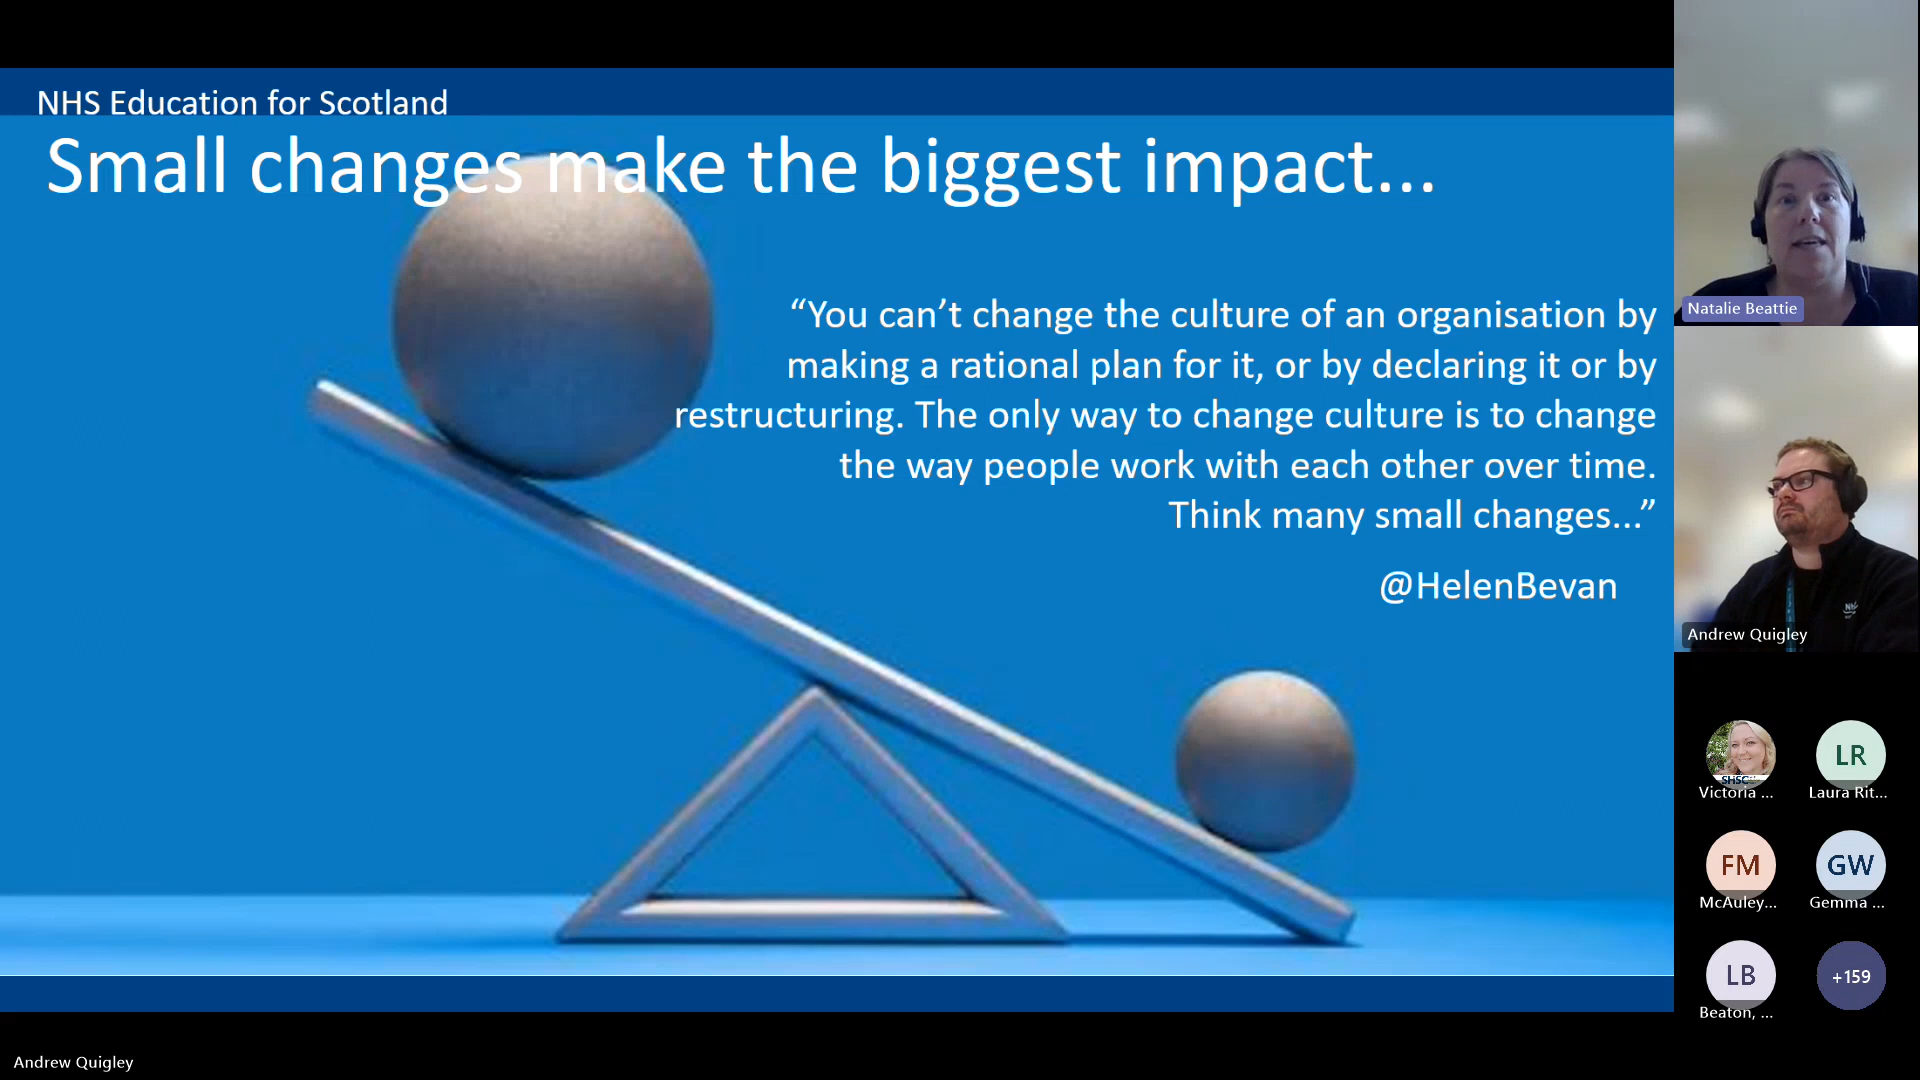 NHS Education for Scotland
Small changes make the biggest impact...
“You can’t change the culture of an organisation by
making a rational plan for it, or by declaring it or by
restructuring. The only way to change culture is to change
the way people work with each other over time.
Think many small changes...”
@HelenBevan
Natalie Beattie
Andrew Quigley
SHSC
Victoria ...
LR
Laura Rit...
FM
McAuley...
GW
Gemma ...
LB
Beaton, ...
+159
Andrew Quigley